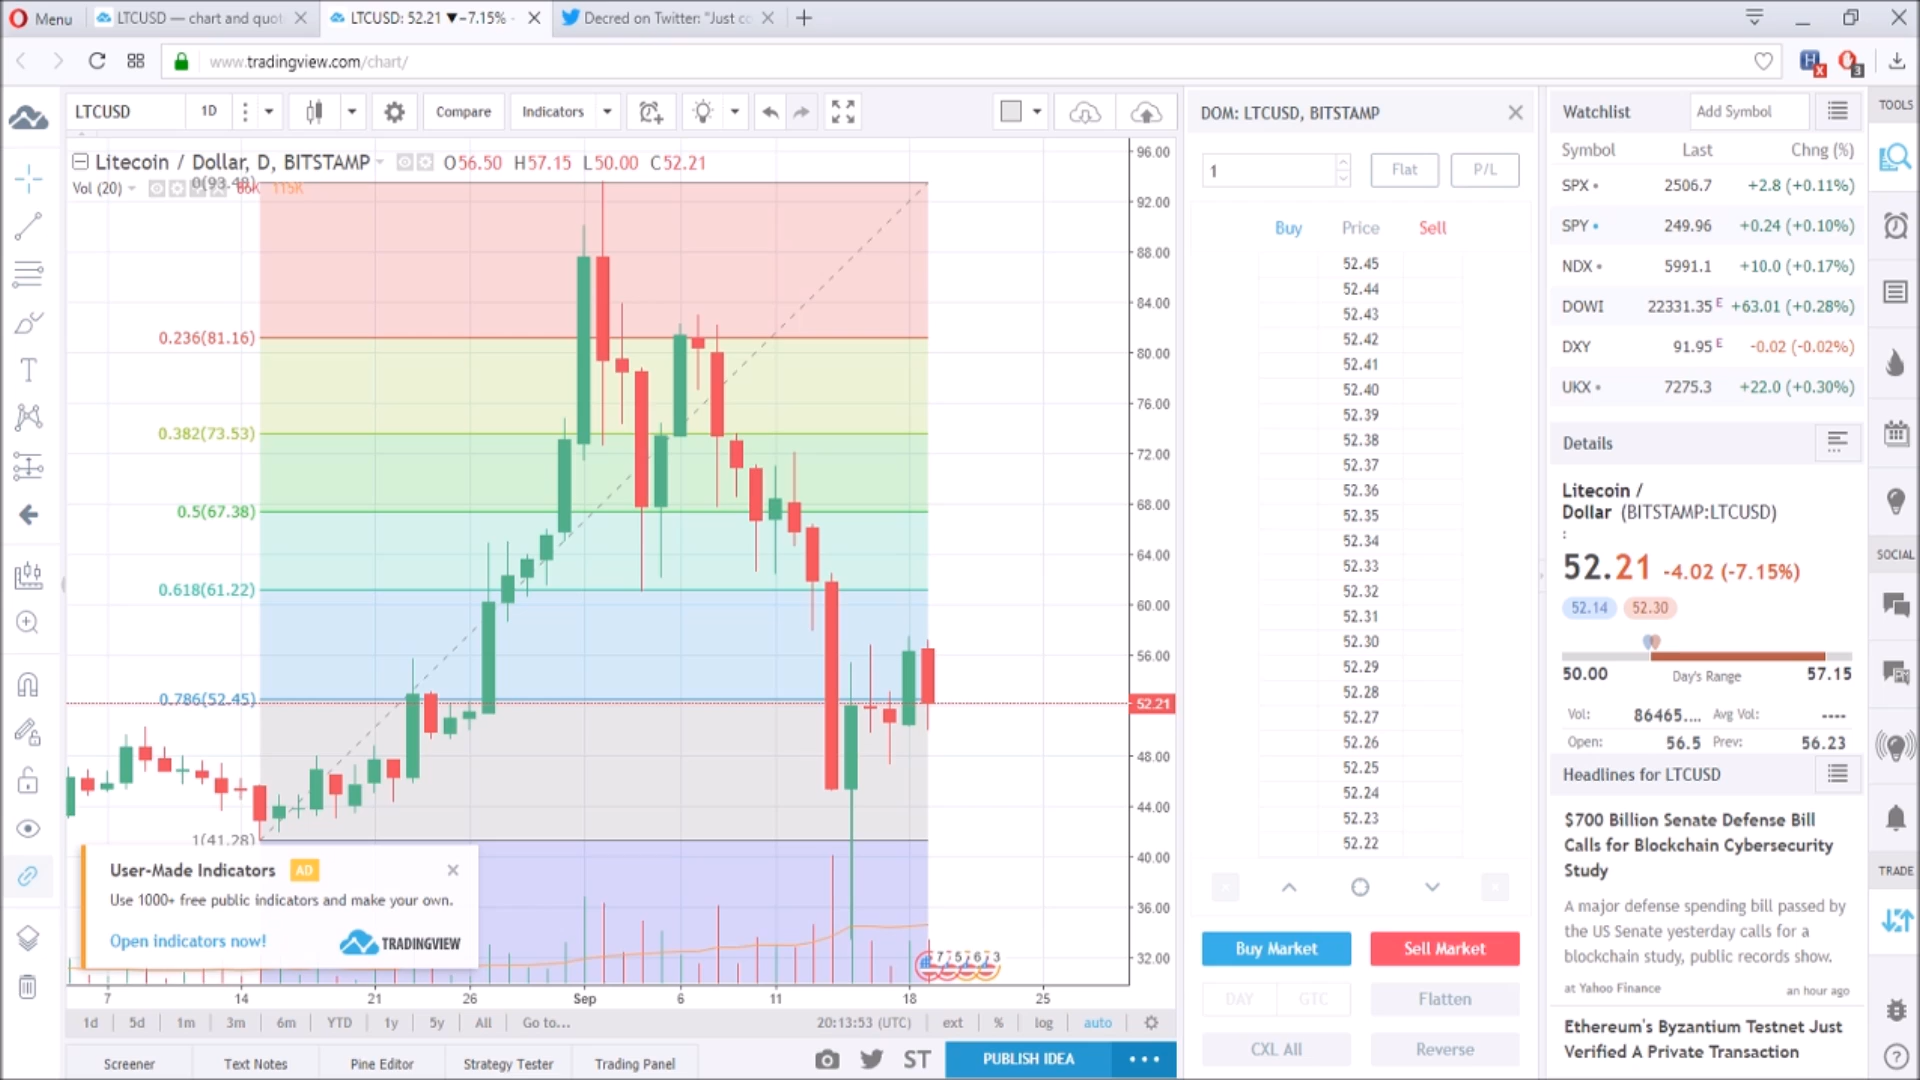 Menu
LTCUSD — chart and quot
LTCUSD: 52.21 ▼−7.15%
Decred on Twitter: "Just co
www.tradingview.com/chart/
3
LTCUSD
1D
Compare
Indicators
Litecoin / Dollar, D, BITSTAMP
O56.50 H57.15 L50.00 C52.21
Vol (20)
115K
0(93.48)
0.236(81.16)
0.382(73.53)
0.5(67.38)
0.618(61.22)
0.786(52.45)
1(41.28)
96.00
92.00
88.00
84.00
80.00
76.00
72.00
68.00
64.00
60.00
56.00
52.21
48.00
44.00
40.00
36.00
32.00
User-Made Indicators AD
Use 1000+ free public indicators and make your own.
Open indicators now!
TRADINGVIEW
7 14 21 26 Sep 6 11 18 25
1d 5d 1m 3m 6m YTD 1y 5y All Go to...
20:13:53 (UTC) ext % log auto
Screener
Text Notes
Pine Editor
Strategy Tester
Trading Panel
ST
PUBLISH IDEA
DOM: LTCUSD, BITSTAMP
1
Flat
P/L
Buy Price Sell
52.45
52.44
52.43
52.42
52.41
52.40
52.39
52.38
52.37
52.36
52.35
52.34
52.33
52.32
52.31
52.30
52.29
52.28
52.27
52.26
52.25
52.24
52.23
52.22
Buy Market
Sell Market
DAY GTC
Flatten
CXL All
Reverse
Watchlist
Add Symbol
Symbol Last Chng (%)
SPX 2506.7 +2.8 (+0.11%)
SPY 249.96 +0.24 (+0.10%)
NDX 5991.1 +10.0 (+0.17%)
DOWI 22331.35 E +63.01 (+0.28%)
DXY 91.95 E -0.02 (-0.02%)
UKX 7275.3 +22.0 (+0.30%)
Details
Litecoin /
Dollar (BITSTAMP:LTCUSD)
:
52.21 -4.02 (-7.15%)
52.14 52.30
50.00 Day's Range 57.15
Vol: 86465.... Avg Vol: ----
Open: 56.5 Prev: 56.23
Headlines for LTCUSD
$700 Billion Senate Defense Bill
Calls for Blockchain Cybersecurity
Study
A major defense spending bill passed by
the US Senate yesterday calls for a
blockchain study, public records show.
at Yahoo Finance an hour ago
Ethereum's Byzantium Testnet Just
Verified A Private Transaction
TOOLS
SOCIAL
TRADE